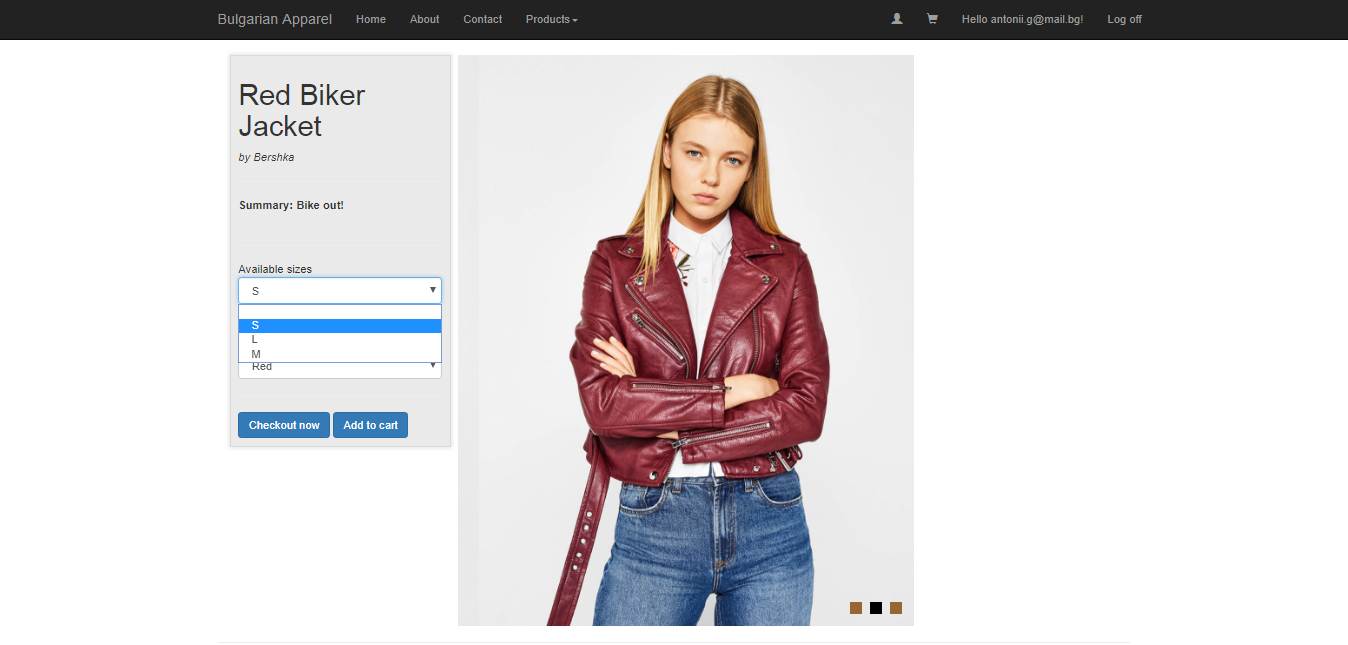 Bulgarian Apparel Home About Contact Products Hello antonii.g@mail.bg! Log off
Red Biker
Jacket
by Bershka
Summary: Bike out!
Available sizes
S
S
L
M
Red
Checkout now Add to cart